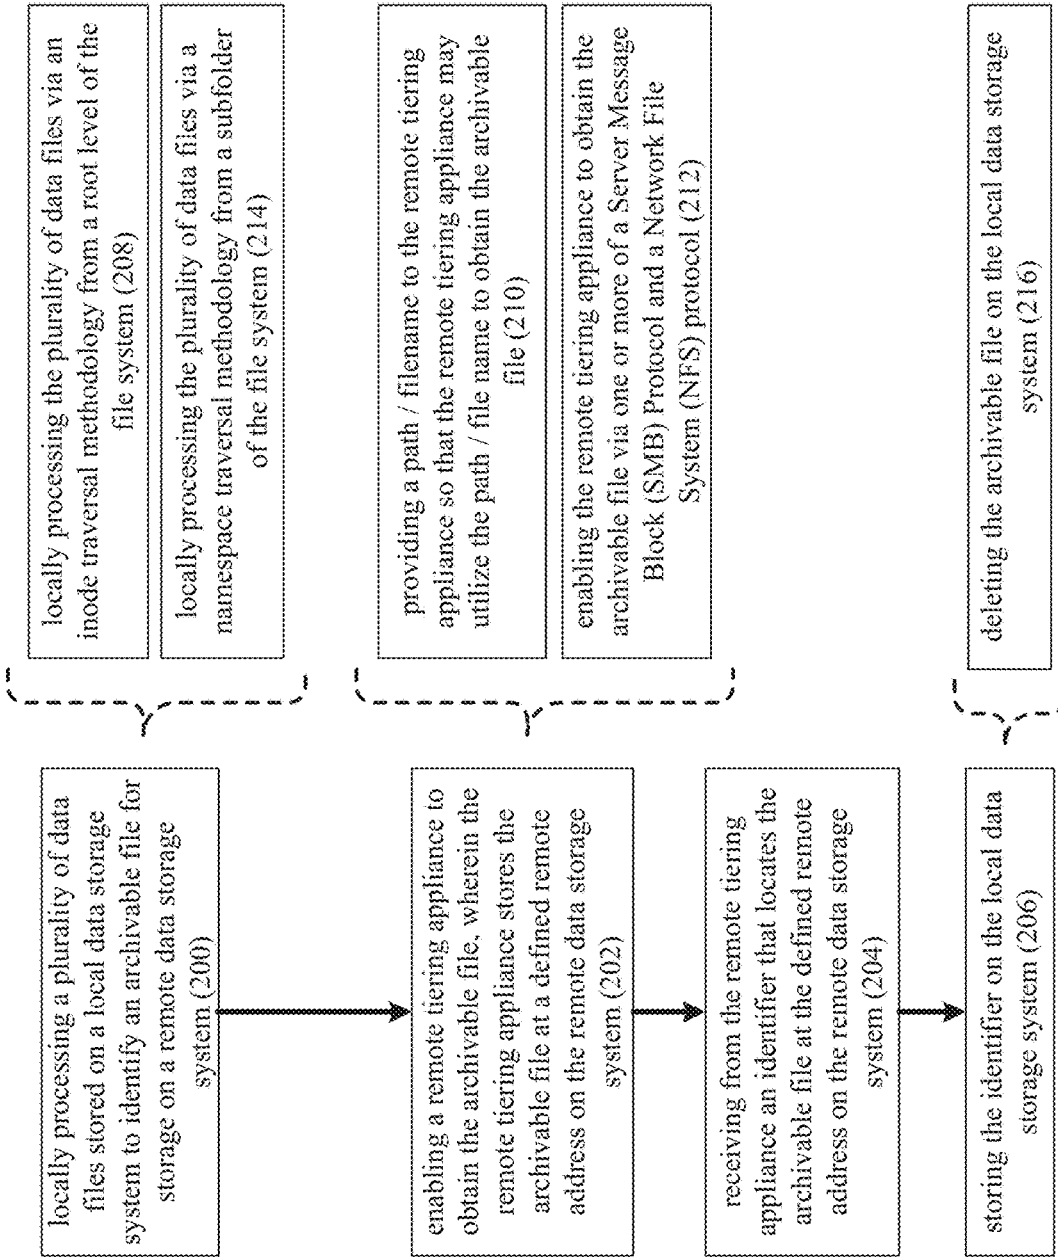 locally processing a plurality of data
files stored on a local data storage
system to identify an archivable file for
storage on a remote data storage
system (200)
locally processing the plurality of data files via an
inode traversal methodology from a root level of the
file system (208)
locally processing the plurality of data files via a
namespace traversal methodology from a subfolder
of the file system (214)
enabling a remote tiering appliance to
obtain the archivable file, wherein the
remote tiering appliance stores the
archivable file at a defined remote
address on the remote data storage
system (202)
providing a path / filename to the remote tiering
appliance so that the remote tiering appliance may
utilize the path / file name to obtain the archivable
file (210)
enabling the remote tiering appliance to obtain the
archivable file via one or more of a Server Message
Block (SMB) Protocol and a Network File
System (NFS) protocol (212)
receiving from the remote tiering
appliance an identifier that locates the
archivable file at the defined remote
address on the remote data storage
system (204)
storing the identifier on the local data
storage system (206)
deleting the archivable file on the local data storage
system (216)